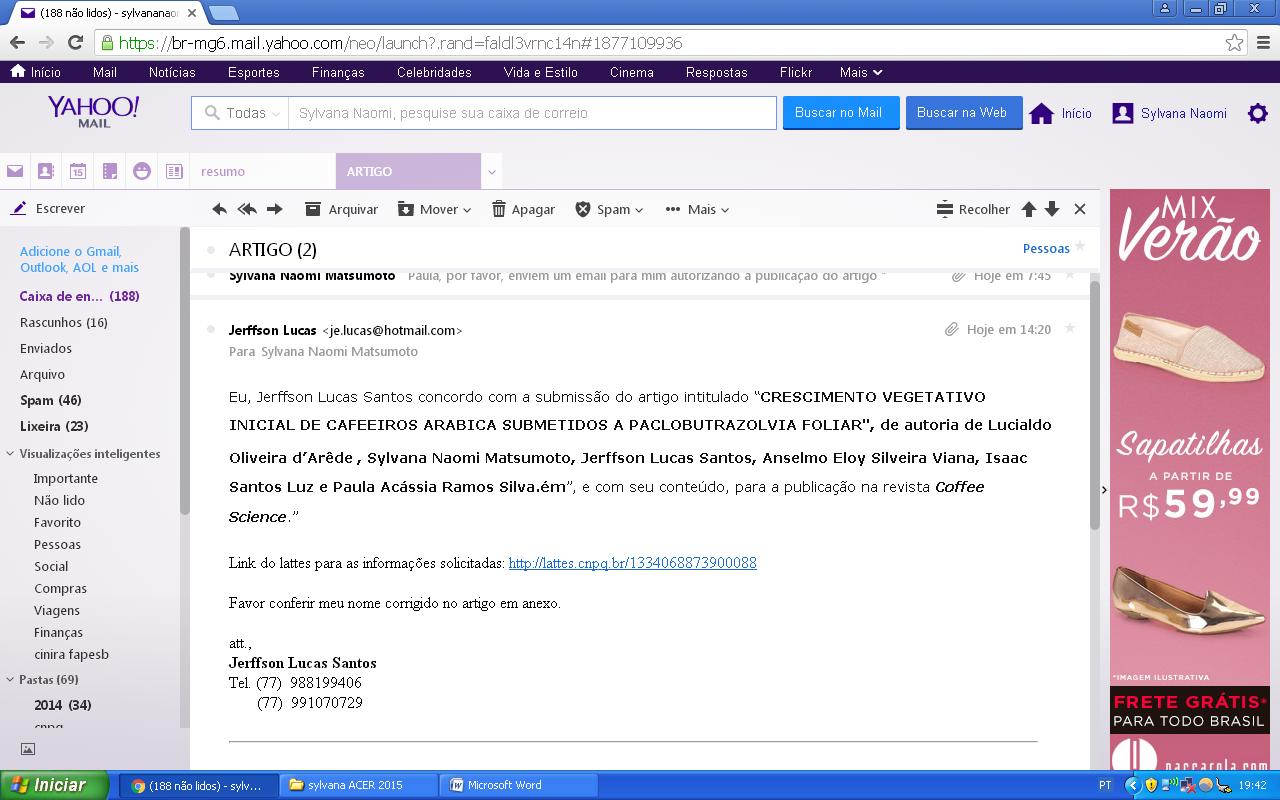 (188 não lidos) - sylvananaor
https://br-mg6.mail.yahoo.com/neo/launch?.rand=faldl3vrnc14n#1877109936
Início Mail Notícias Esportes Finanças Celebridades Vida e Estilo Cinema Respostas Flickr Mais
YAHOO! MAIL
Todas Sylvana Naomi, pesquise sua caixa de correio Buscar no Mail Buscar na Web Início Sylvana Naomi
15 resumo ARTIGO
Escrever
Arquivar Mover Apagar Spam Mais Recolher
Adicione o Gmail,
Outlook, AOL e mais
Caixa de en... (188)
Rascunhos (16)
Enviados
Arquivo
Spam (46)
Lixeira (23)
Visualizações inteligentes
Importante
Não lido
Favorito
Pessoas
Social
Compras
Viagens
Finanças
cinira fapesb
Pastas (69)
2014 (34)
cnpq
ARTIGO (2) Pessoas
Sylvana Naomi Matsumoto Paula, por favor, enviem um email para mim autorizando a publicação do artigo " Hoje em 7:45
Jerffson Lucas <je.lucas@hotmail.com> Hoje em 14:20
Para Sylvana Naomi Matsumoto
Eu, Jerffson Lucas Santos concordo com a submissão do artigo intitulado "CRESCIMENTO VEGETATIVO
INICIAL DE CAFEEIROS ARABICA SUBMETIDOS A PACLOBUTRAZOLVIA FOLIAR", de autoria de Lucialdo
Oliveira d’Arêde , Sylvana Naomi Matsumoto, Jerffson Lucas Santos, Anselmo Eloy Silveira Viana, Isaac
Santos Luz e Paula Acássia Ramos Silva.ém”, e com seu conteúdo, para a publicação na revista Coffee
Science.”
Link do lattes para as informações solicitadas: http://lattes.cnpq.br/1334068873900088
Favor conferir meu nome corrigido no artigo em anexo.
att.,
Jerffson Lucas Santos
Tel. (77) 988199406
(77) 991070729
MIX
Verão
Sapatilhas
A PARTIR DE
R$59,99
*IMAGEM ILUSTRATIVA
FRETE GRÁTIS*
PARA TODO BRASIL
paccarola.com
Iniciar (188 não lidos) - sylv... sylvana ACER 2015 Microsoft Word PT 19:42